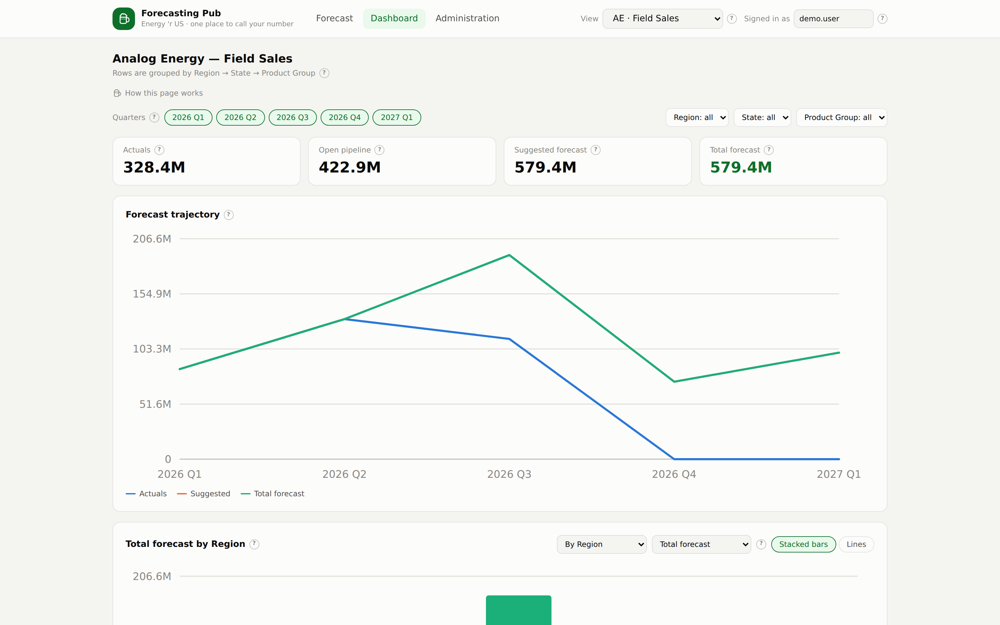 Forecasting Pub
Energy 'r US · one place to call your number
Forecast
Dashboard
Administration
View
AE · Field Sales
?
Signed in as
demo.user
?
Analog Energy — Field Sales
Rows are grouped by Region → State → Product Group ?
How this page works
Quarters ? 2026 Q1 2026 Q2 2026 Q3 2026 Q4 2027 Q1
Region: all
State: all
Product Group: all
Actuals ?
328.4M
Open pipeline ?
422.9M
Suggested forecast ?
579.4M
Total forecast ?
579.4M
Forecast trajectory ?
206.6M
154.9M
103.3M
51.6M
0
2026 Q1 2026 Q2 2026 Q3 2026 Q4 2027 Q1
Actuals Suggested Total forecast
Total forecast by Region ?
By Region
Total forecast
?
Stacked bars
Lines
206.6M